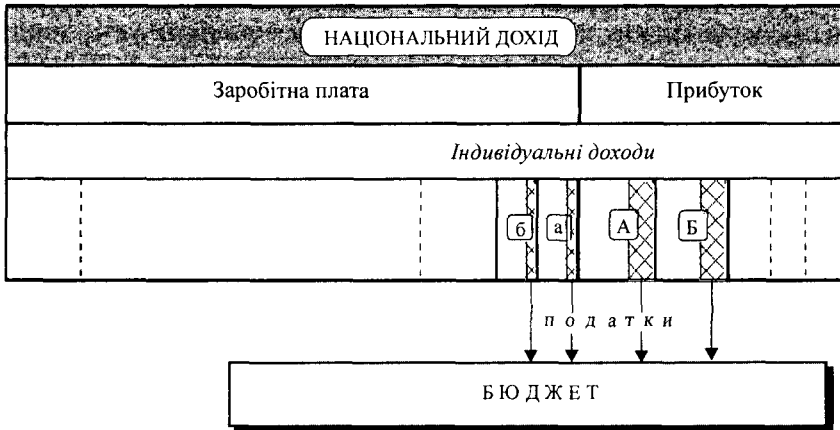 НАЦІОНАЛЬНИЙ ДОХІД
Заробітна плата Прибуток
Індивідуальні доходи
б а А Б
податки
БЮДЖЕТ